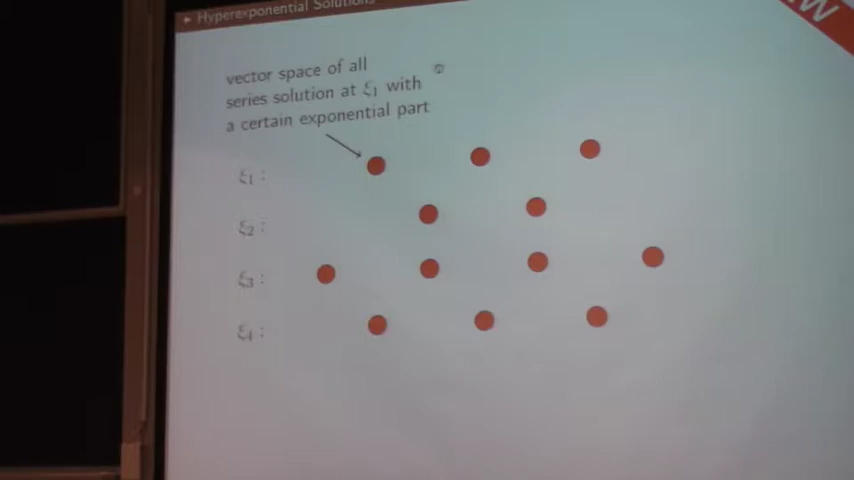 Hyperexponential Solutions
vector space of all
series solution at ξ₁ with
a certain exponential part
ξ₁ :
ξ₂ :
ξ₃ :
ξ₄ :